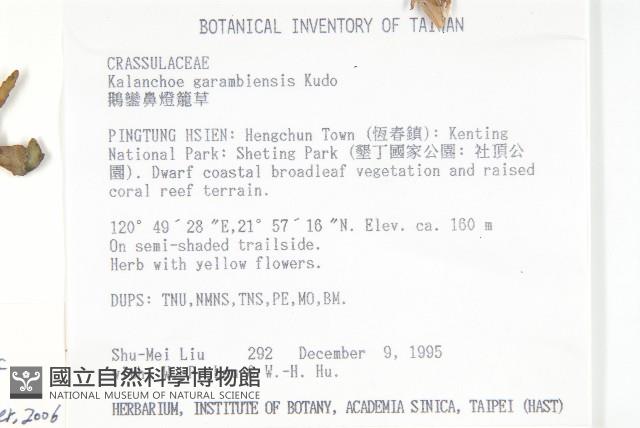 BOTANICAL INVENTORY OF TAIWAN
CRASSULACEAE
Kalanchoe garambiensis Kudo
鵝鑾鼻燈籠草
PINGTUNG HSIEN: Hengchun Town (恆春鎮): Kenting
National Park: Sheting Park (墾丁國家公園: 社頂公
園). Dwarf coastal broadleaf vegetation and raised
coral reef terrain.
120° 49´28 ″E,21° 57´16 ″N. Elev. ca. 160 m
On semi-shaded trailside.
Herb with yellow flowers.
DUPS: TNU,NMNS,TNS,PE,MO,BM.
Shu-Mei Liu 292 December 9, 1995
W.-H. Hu.
國立自然科學博物館
NATIONAL MUSEUM OF NATURAL SCIENCE
2006
HERBARIUM, INSTITUTE OF BOTANY, ACADEMIA SINICA, TAIPEI (HAST)